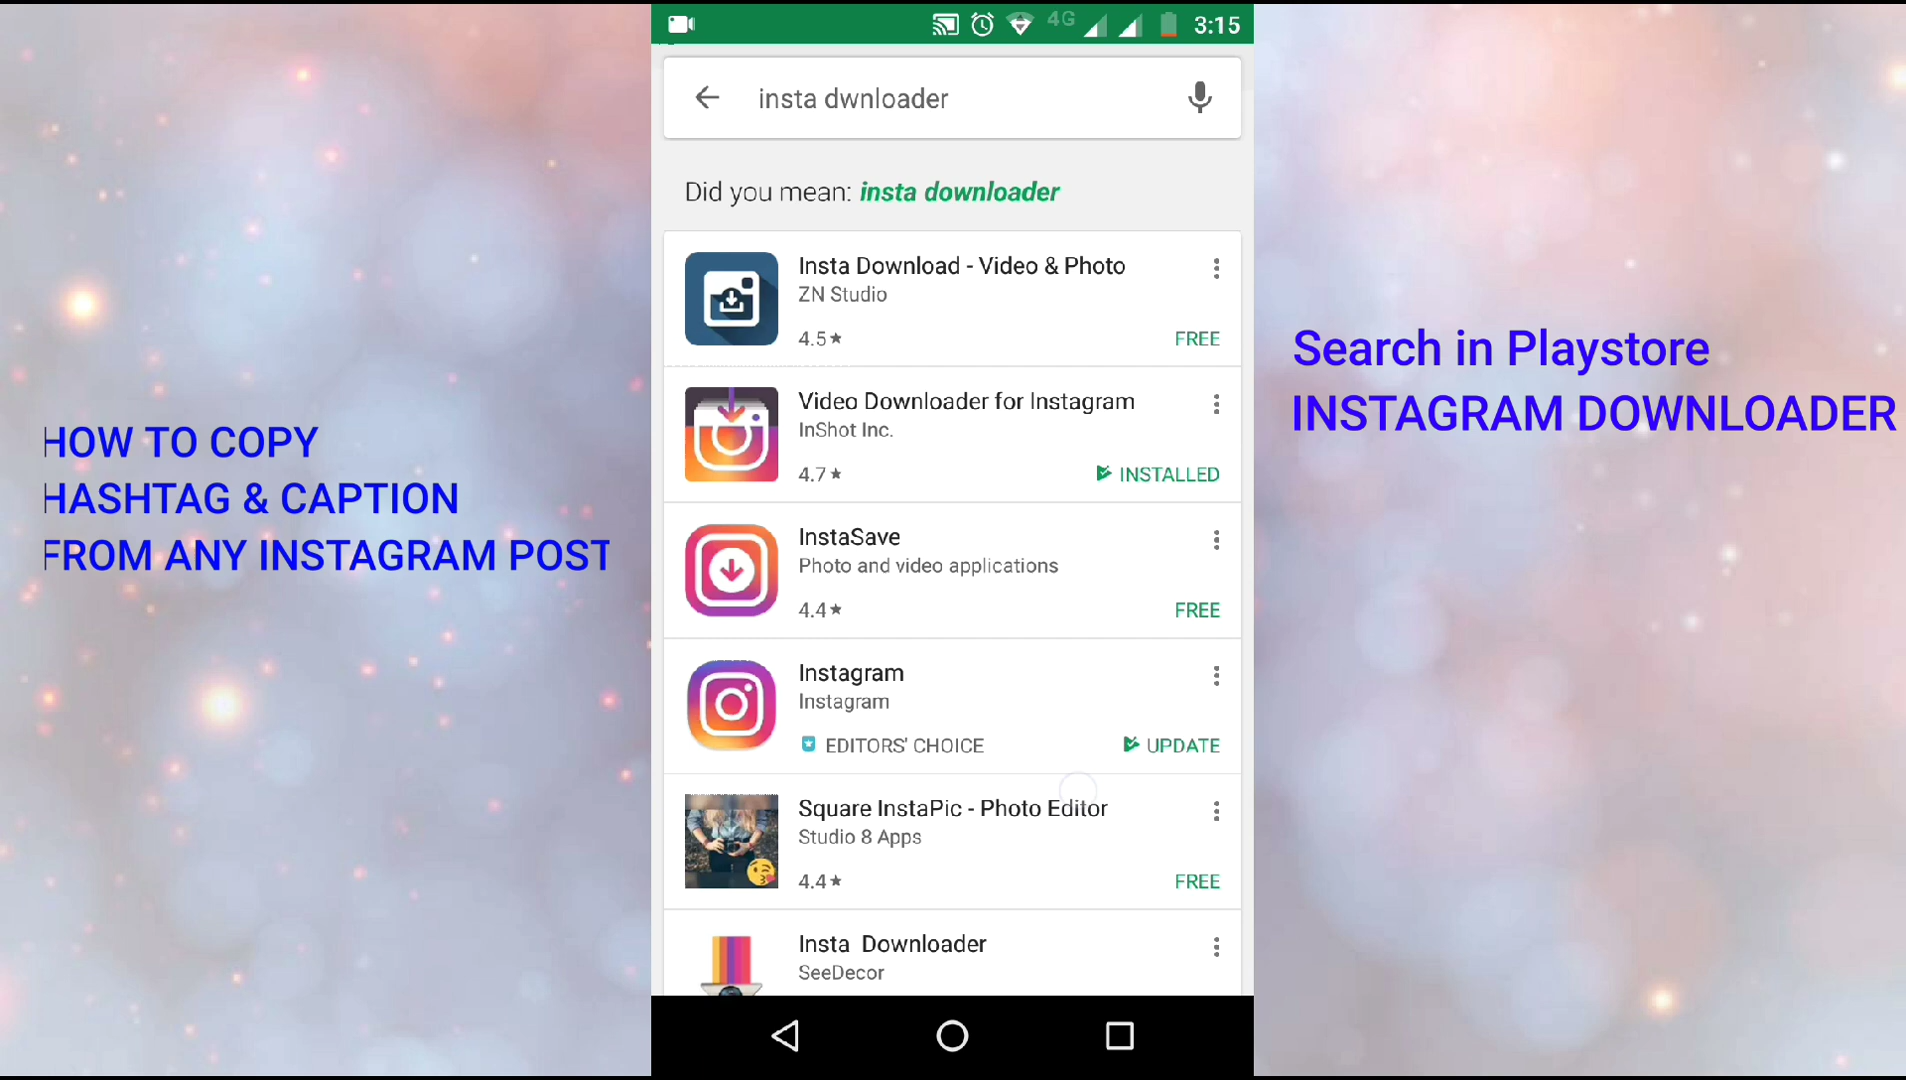 4G 3:15
insta dwnloader
Did you mean: insta downloader
Insta Download - Video & Photo
ZN Studio
4.5★ FREE
Video Downloader for Instagram
InShot Inc.
4.7★ INSTALLED
InstaSave
Photo and video applications
4.4★ FREE
Instagram
Instagram
EDITORS' CHOICE UPDATE
Square InstaPic - Photo Editor
Studio 8 Apps
4.4★ FREE
Insta Downloader
SeeDecor
HOW TO COPY
HASHTAG & CAPTION
FROM ANY INSTAGRAM POST
Search in Playstore
INSTAGRAM DOWNLOADER